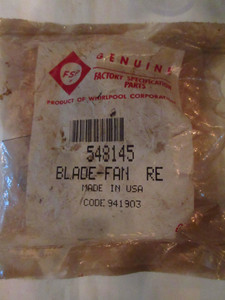 GENUINE
FSP
FACTORY SPECIFICATION
PARTS
PRODUCT OF WHIRLPOOL CORPORATION
548145
BLADE-FAN RE
MADE IN USA
CODE 941903